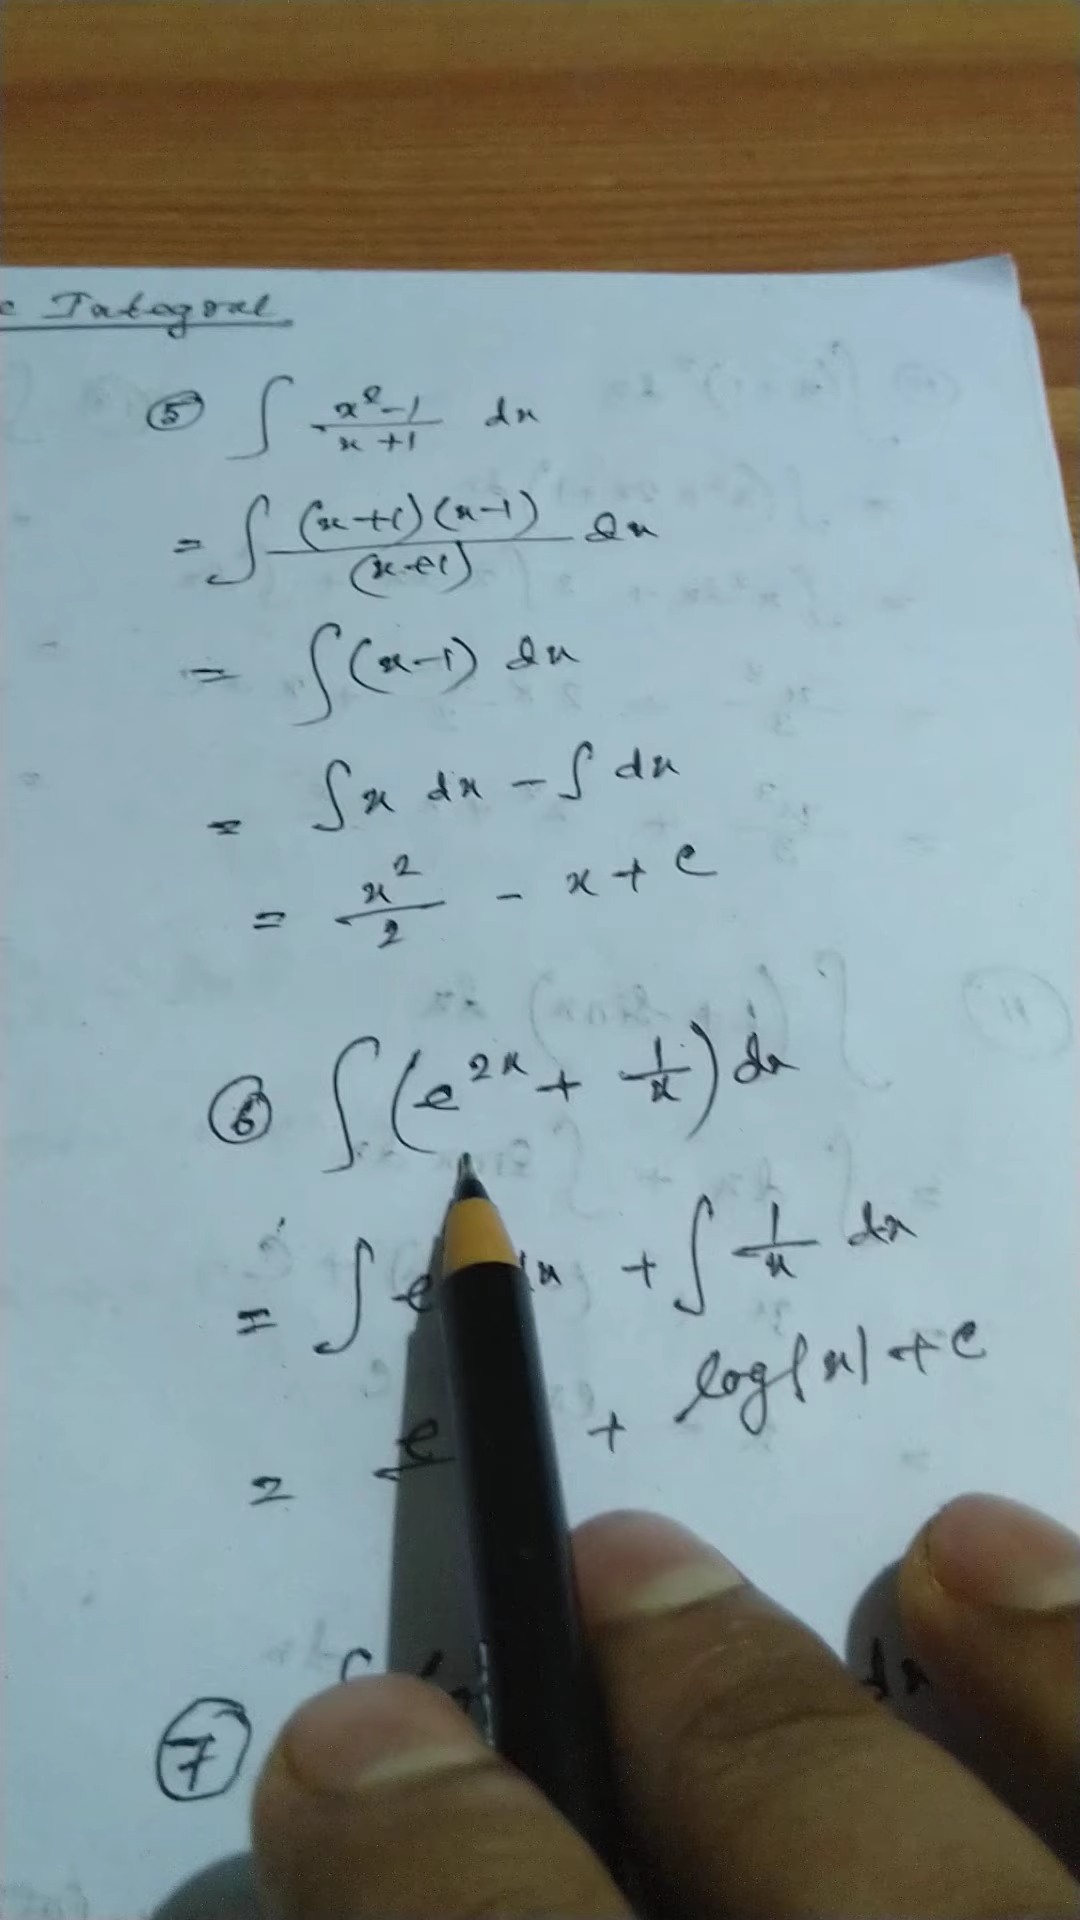 Integral
⑤ ∫ x²-1 / x+1 dx
= ∫ (x+1)(x-1) / (x+1) dx
= ∫ (x-1) dx
= ∫ x dx - ∫ dx
= x²/2 - x + c
⑥ ∫ (e^2x + 1/x) dx
= ∫ e + ∫ 1/x dx
= e + log|x| + c
⑦ ∫ dx